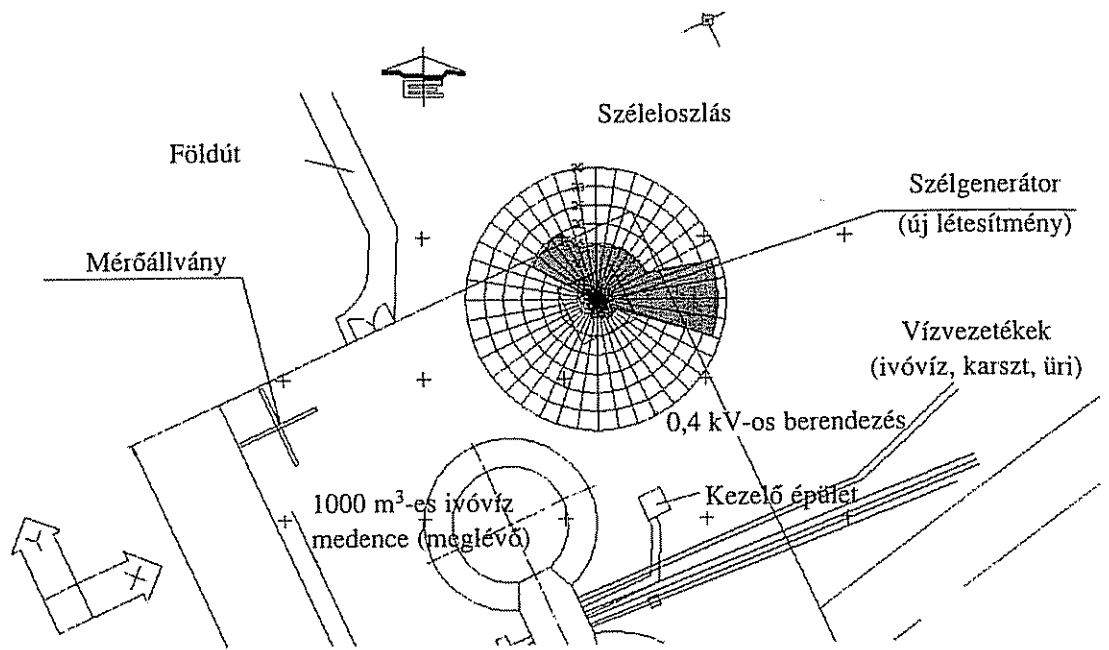 Széleloszlás
Földút
Szélgenerátor
(új létesítmény)
Mérőállvány
Vízvezetékek
(ivóvíz, karszt, üri)
0,4 kV-os berendezés
1000 m³-es ivóvíz
medence (meglévő)
Kezelő épület
Y
X